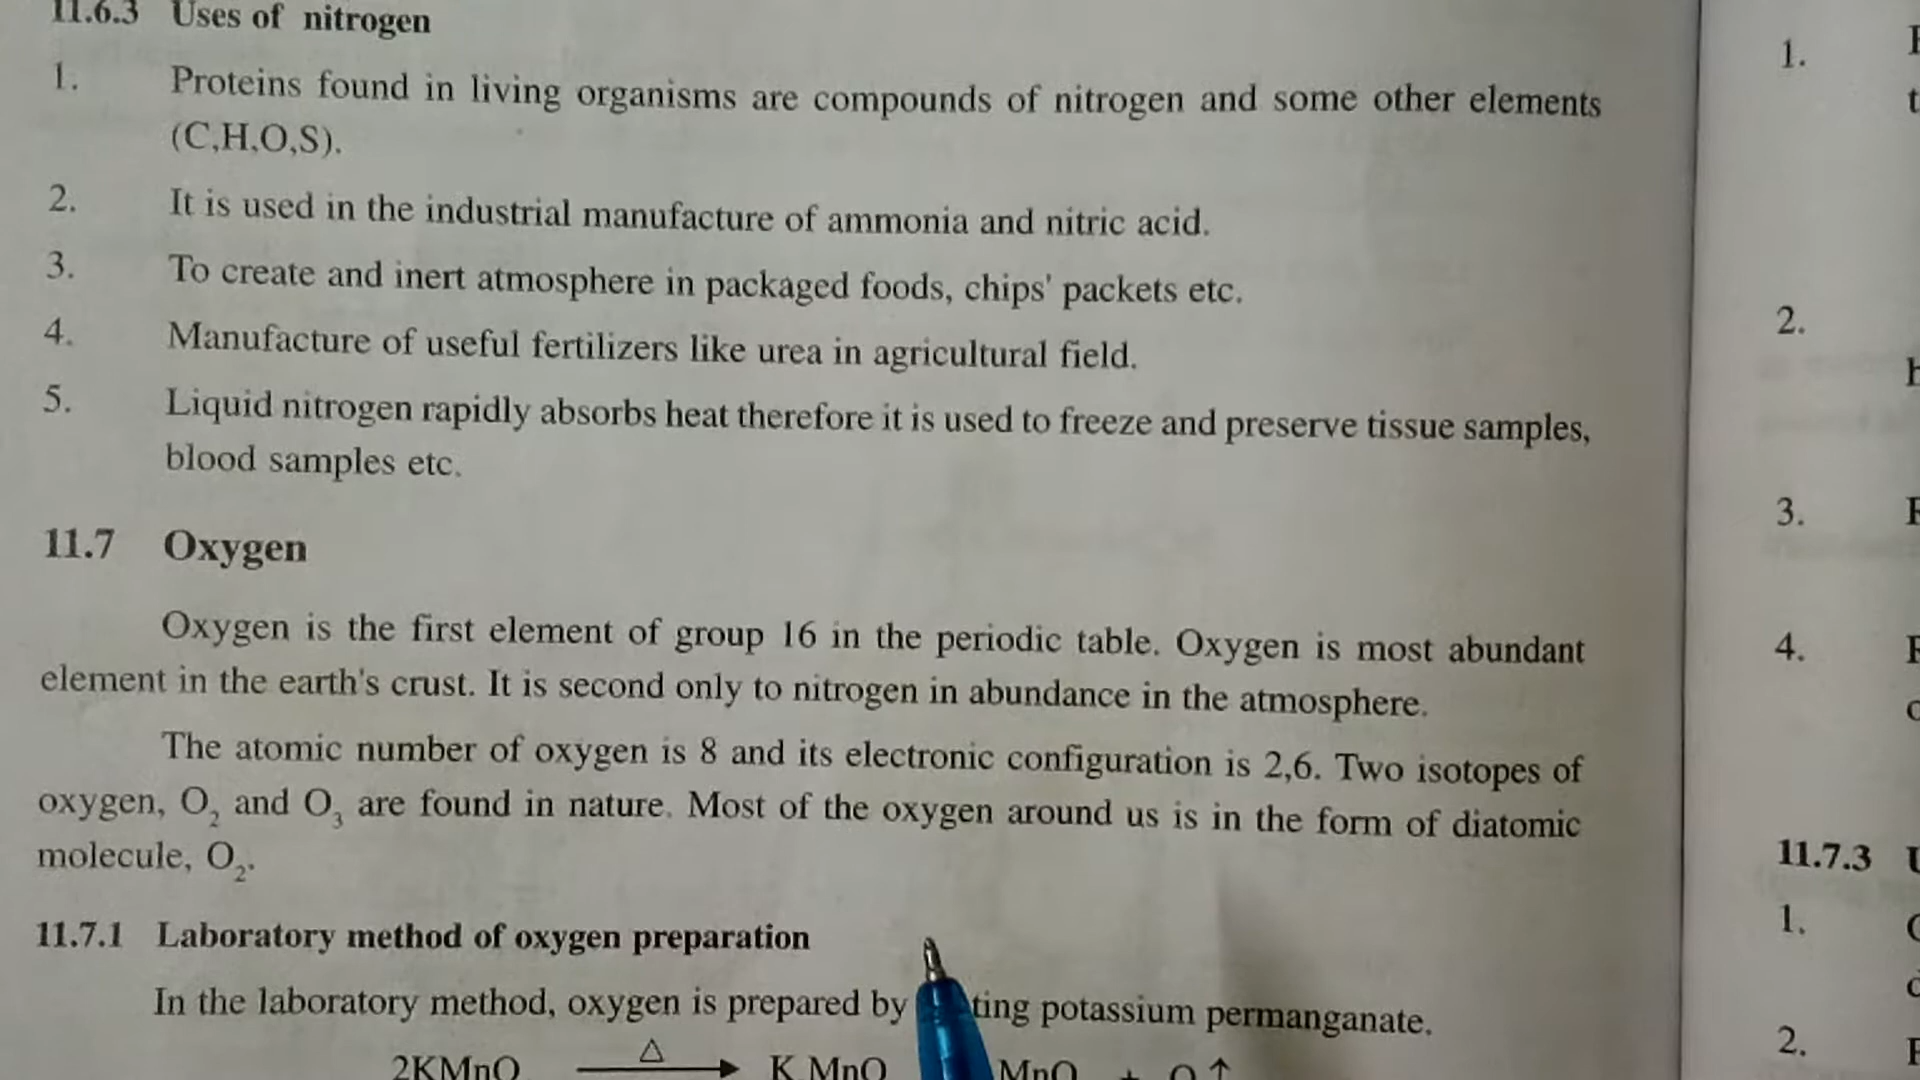 11.6.3 Uses of nitrogen
1. Proteins found in living organisms are compounds of nitrogen and some other elements
(C,H,O,S).
2. It is used in the industrial manufacture of ammonia and nitric acid.
3. To create and inert atmosphere in packaged foods, chips' packets etc.
4. Manufacture of useful fertilizers like urea in agricultural field.
5. Liquid nitrogen rapidly absorbs heat therefore it is used to freeze and preserve tissue samples,
blood samples etc.
11.7 Oxygen
Oxygen is the first element of group 16 in the periodic table. Oxygen is most abundant
element in the earth's crust. It is second only to nitrogen in abundance in the atmosphere.
The atomic number of oxygen is 8 and its electronic configuration is 2,6. Two isotopes of
oxygen, O₂ and O₃ are found in nature. Most of the oxygen around us is in the form of diatomic
molecule, O₂.
11.7.1 Laboratory method of oxygen preparation
In the laboratory method, oxygen is prepared by ting potassium permanganate.
2KMnO △ → K MnO MnO + O ↑
1.
2.
3.
4.
11.7.3
1.
2.